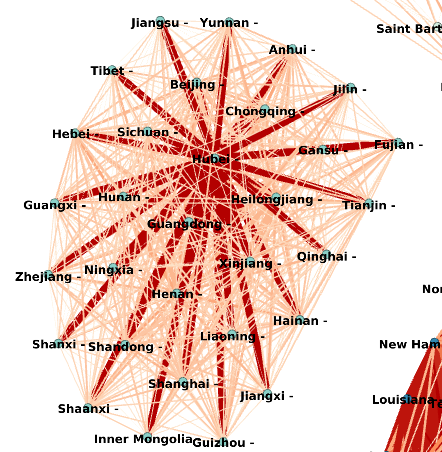 Jiangsu -
Yunnan -
Saint Bart
Anhui -
Tibet -
Beijing -
Jilin -
Chongqing
Hebei
Sichuan -
Gansu -
Fujian -
Hubei
Guangxi -
Hunan -
Heilongjiang -
Tianjin -
Guangdong
Qinghai -
Xinjiang -
Zhejiang -
Ningxia -
Henan -
Hainan -
Liaoning -
Shanxi -
Shandong -
New Ham
Shanghai -
Jiangxi -
Louisiana
Shaanxi -
Inner Mongolia
Guizhou -